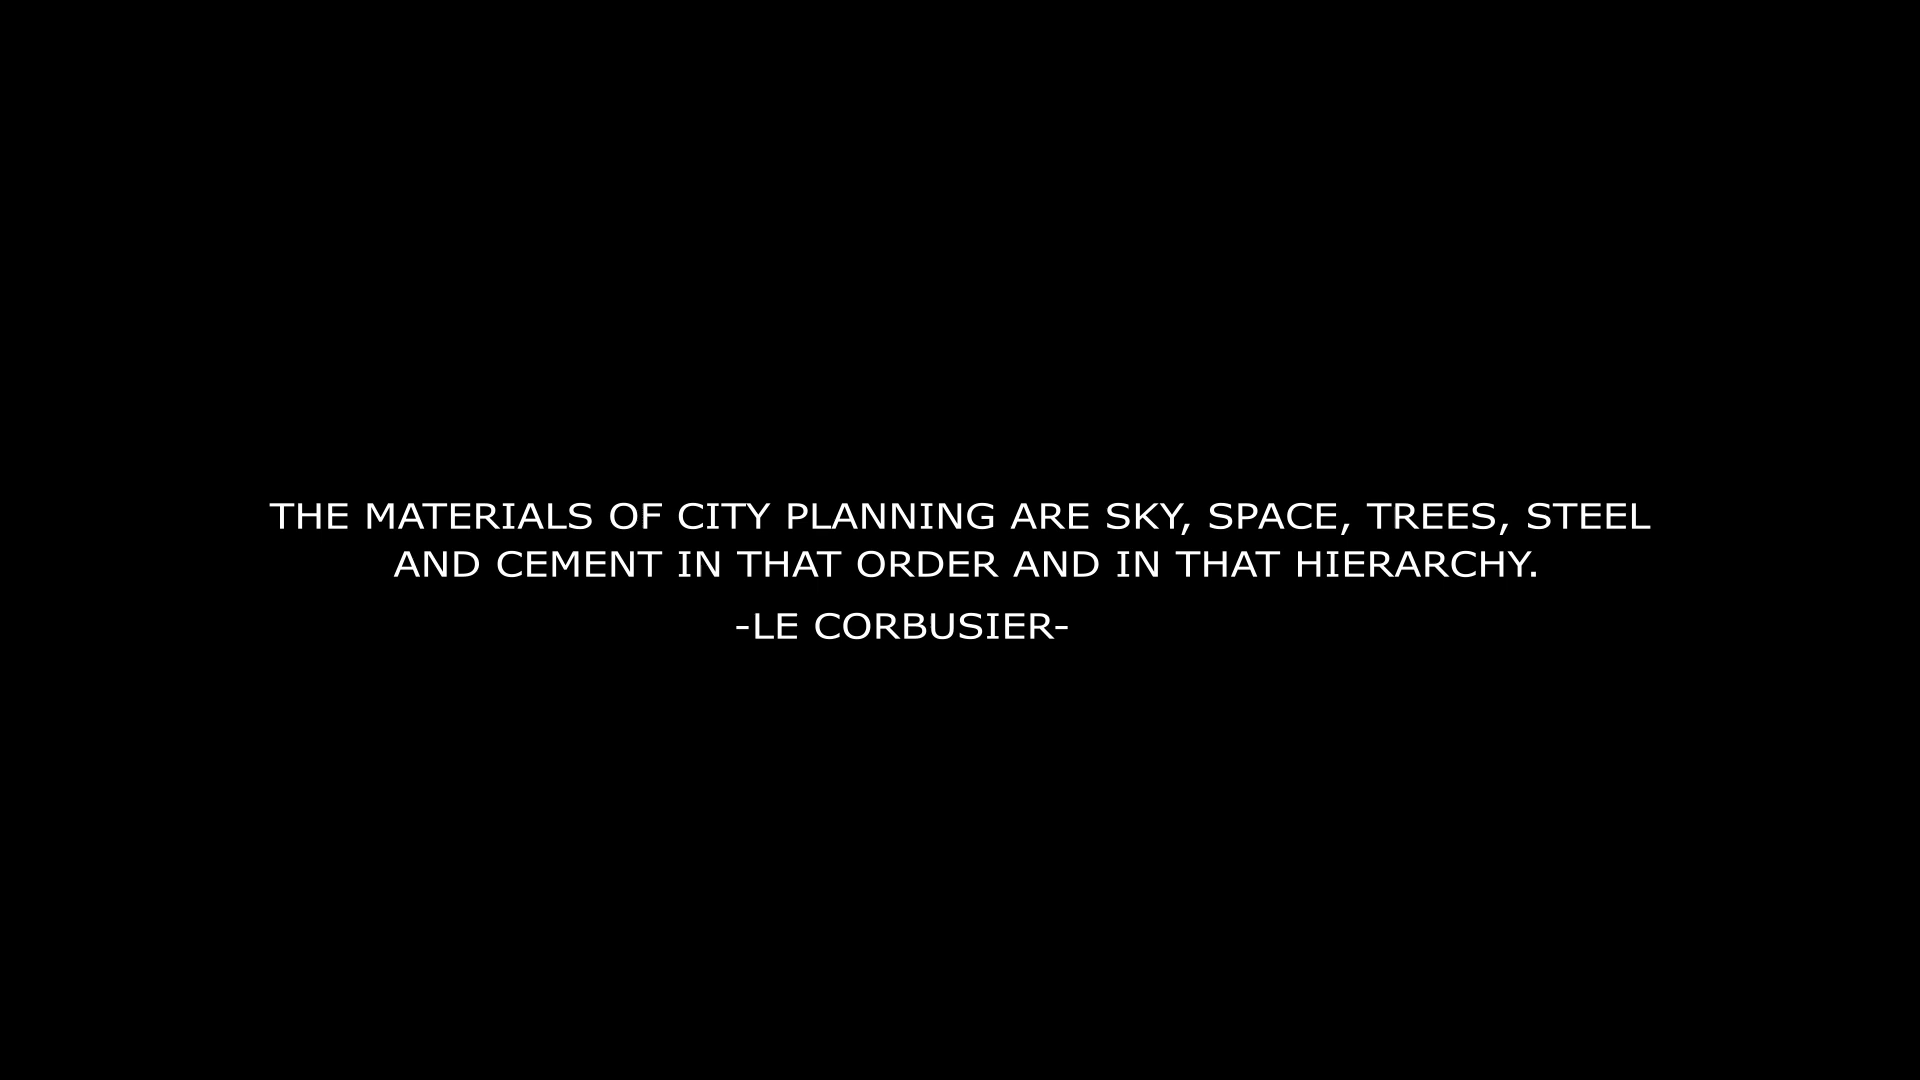 THE MATERIALS OF CITY PLANNING ARE SKY, SPACE, TREES, STEEL
AND CEMENT IN THAT ORDER AND IN THAT HIERARCHY.
-LE CORBUSIER-